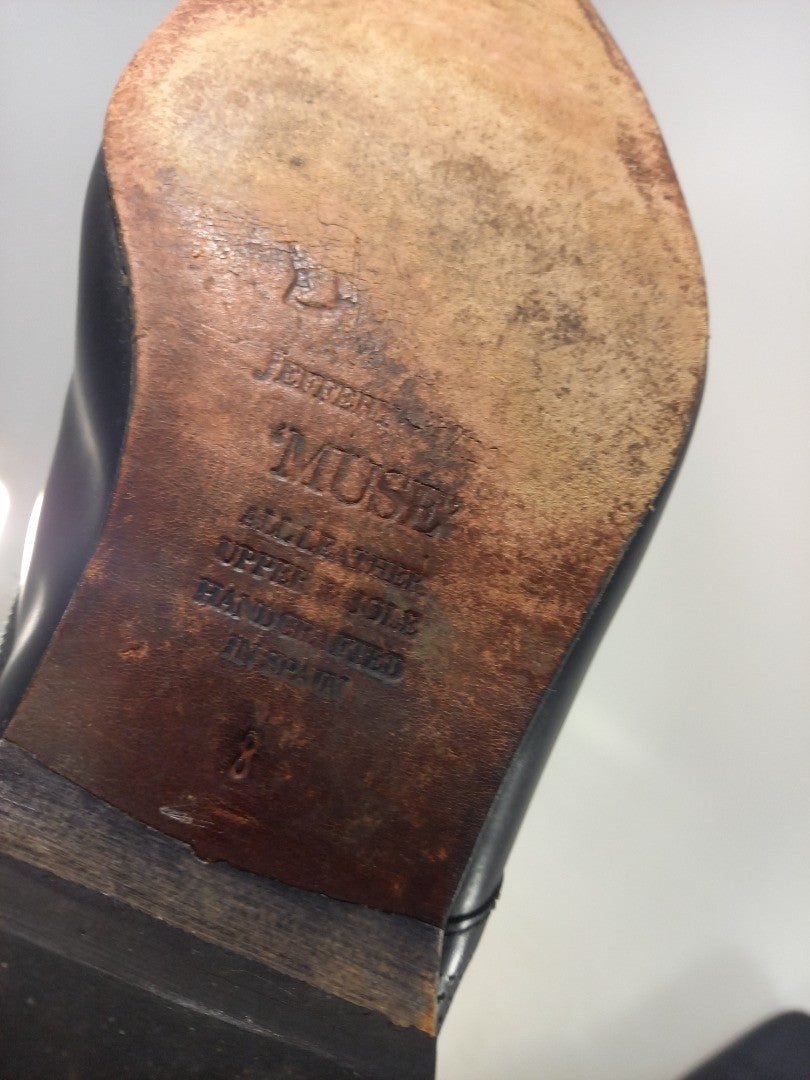 'MUSE'
ALL LEATHER
UPPER & SOLE
HANDCRAFTED
IN SPAIN
8